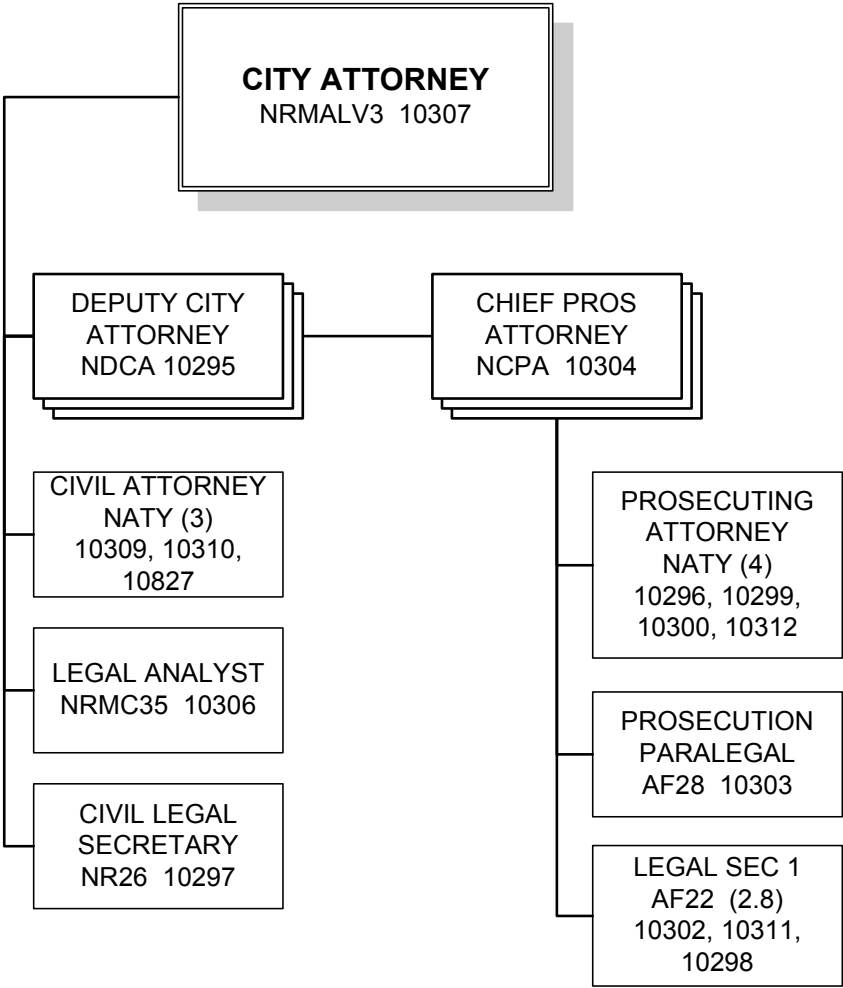 CITY ATTORNEY
NRMALV3 10307
DEPUTY CITY
ATTORNEY
NDCA 10295
CHIEF PROS
ATTORNEY
NCPA 10304
CIVIL ATTORNEY
NATY (3)
10309, 10310,
10827
LEGAL ANALYST
NRMC35 10306
CIVIL LEGAL
SECRETARY
NR26 10297
PROSECUTING
ATTORNEY
NATY (4)
10296, 10299,
10300, 10312
PROSECUTION
PARALEGAL
AF28 10303
LEGAL SEC 1
AF22 (2.8)
10302, 10311,
10298